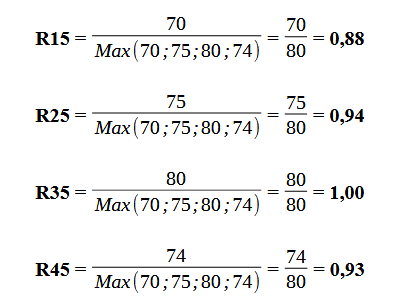 R15 = 70 / Max(70;75;80;74) = 70 / 80 = 0,88
R25 = 75 / Max(70;75;80;74) = 75 / 80 = 0,94
R35 = 80 / Max(70;75;80;74) = 80 / 80 = 1,00
R45 = 74 / Max(70;75;80;74) = 74 / 80 = 0,93